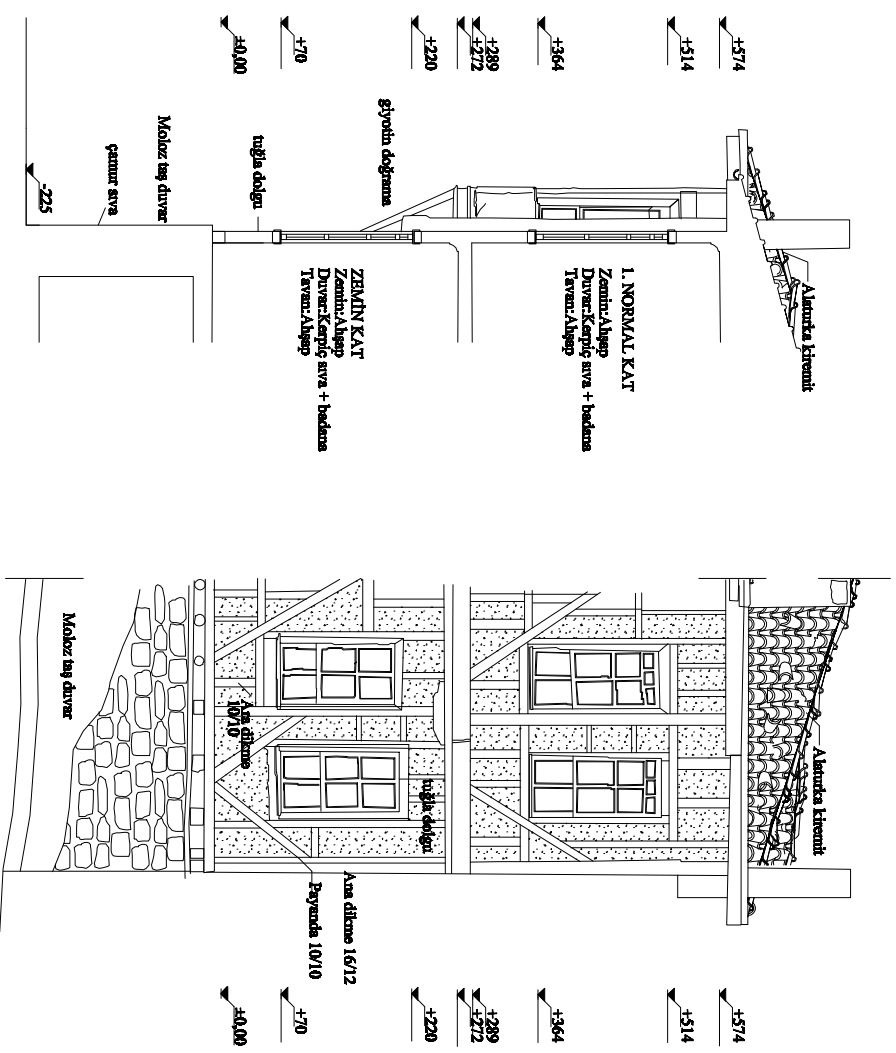 +574
+514
+364
+289
+272
+220
+70
±0,00
-225
Alaturka kiremit
1. NORMAL KAT
Zemin:Ahşap
Duvar:Kerpiç sıva + badana
Tavan:Ahşap
giyotin doğrama
ZEMİN KAT
Zemin:Ahşap
Duvar:Kerpiç sıva + badana
Tavan:Ahşap
tuğla dolgu
Moloz taş duvar
çamur sıva
Alaturka kiremit
tuğla dolgu
Ana dikme 16/12
Payanda 10/10
Ara dikme
10/10
Moloz taş duvar
+574
+514
+364
+289
+272
+220
+70
±0,00